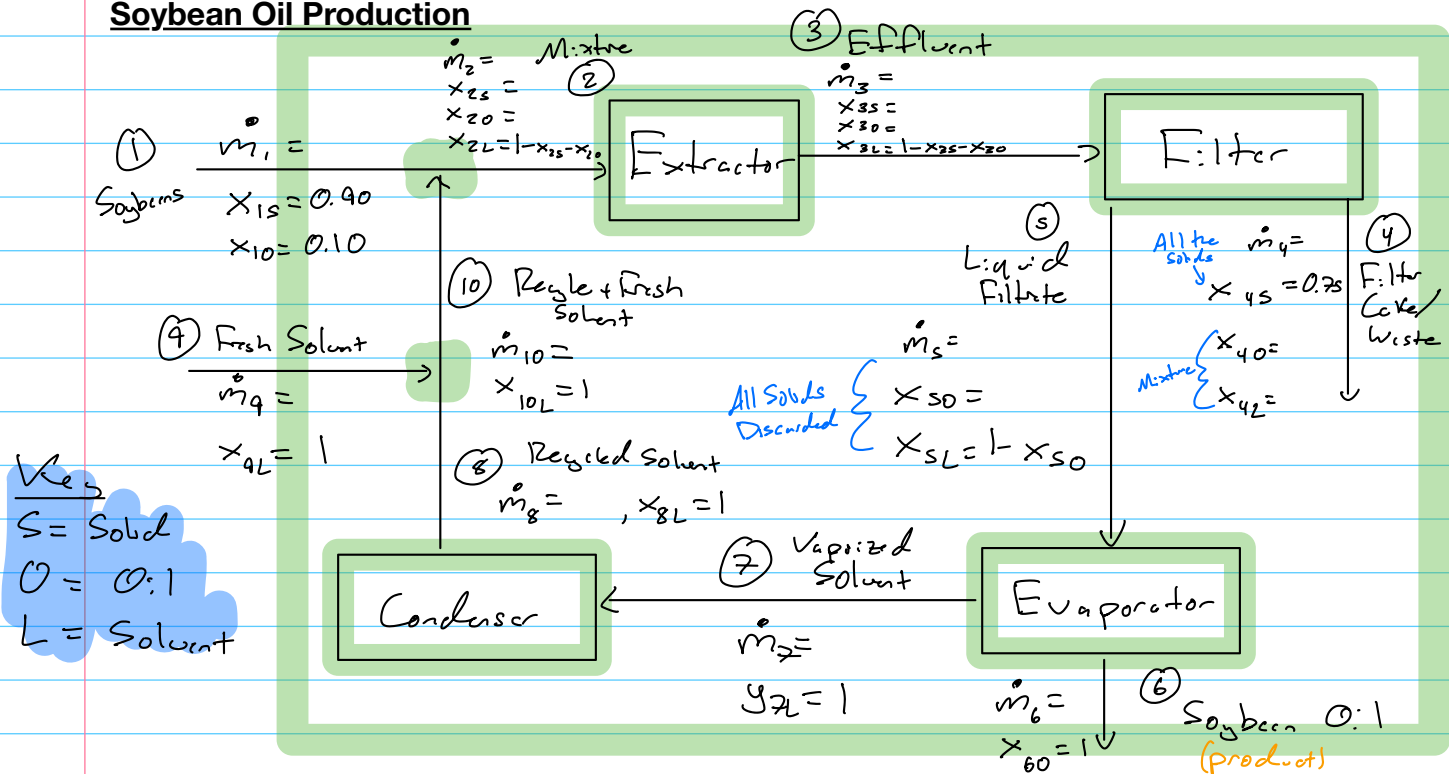 Soybean Oil Production
③ Effluent
ṁ₂ =
Mixtre
②
x₂S =
x₂O =
x₂L = 1-x₂S-x₂O
ṁ₃ =
x₃S =
x₃O =
x₃L = 1-x₂S-x₂O
①
Soybeans
ṁ₁ =
x₁S = 0.90
x₁O = 0.10
Extractor
Filter
⑤
Liquid
Filtrate
ṁ₅ =
x₅O =
x₅L = 1- x₅O
All Solids
Discarded
All the
Solids
ṁ₄ =
x₄S = 0.75
x₄O =
x₄L =
Mixture
④
Filter
Cake/
Waste
⑩ Recycle + Fresh
Solvent
ṁ₁₀ =
x₁₀L = 1
⑨ Fresh Solvent
ṁ₉ =
x₉L = 1
⑧ Recycled Solvent
ṁ₈ = , x₈L = 1
Key
S = Solid
O = Oil
L = Solvent
⑦ Vaporized
Solvent
ṁ₇ =
y₇L = 1
Condenser
Evaporator
ṁ₆ =
x₆O = 1
⑥
Soybean Oil
(product)